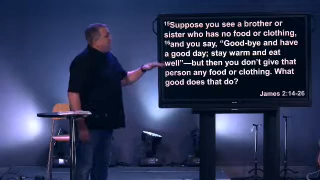 15Suppose you see a brother or
sister who has no food or clothing,
16and you say, "Good-bye and have
a good day; stay warm and eat
well"—but then you don't give that
person any food or clothing. What
good does that do?
James 2:14-26